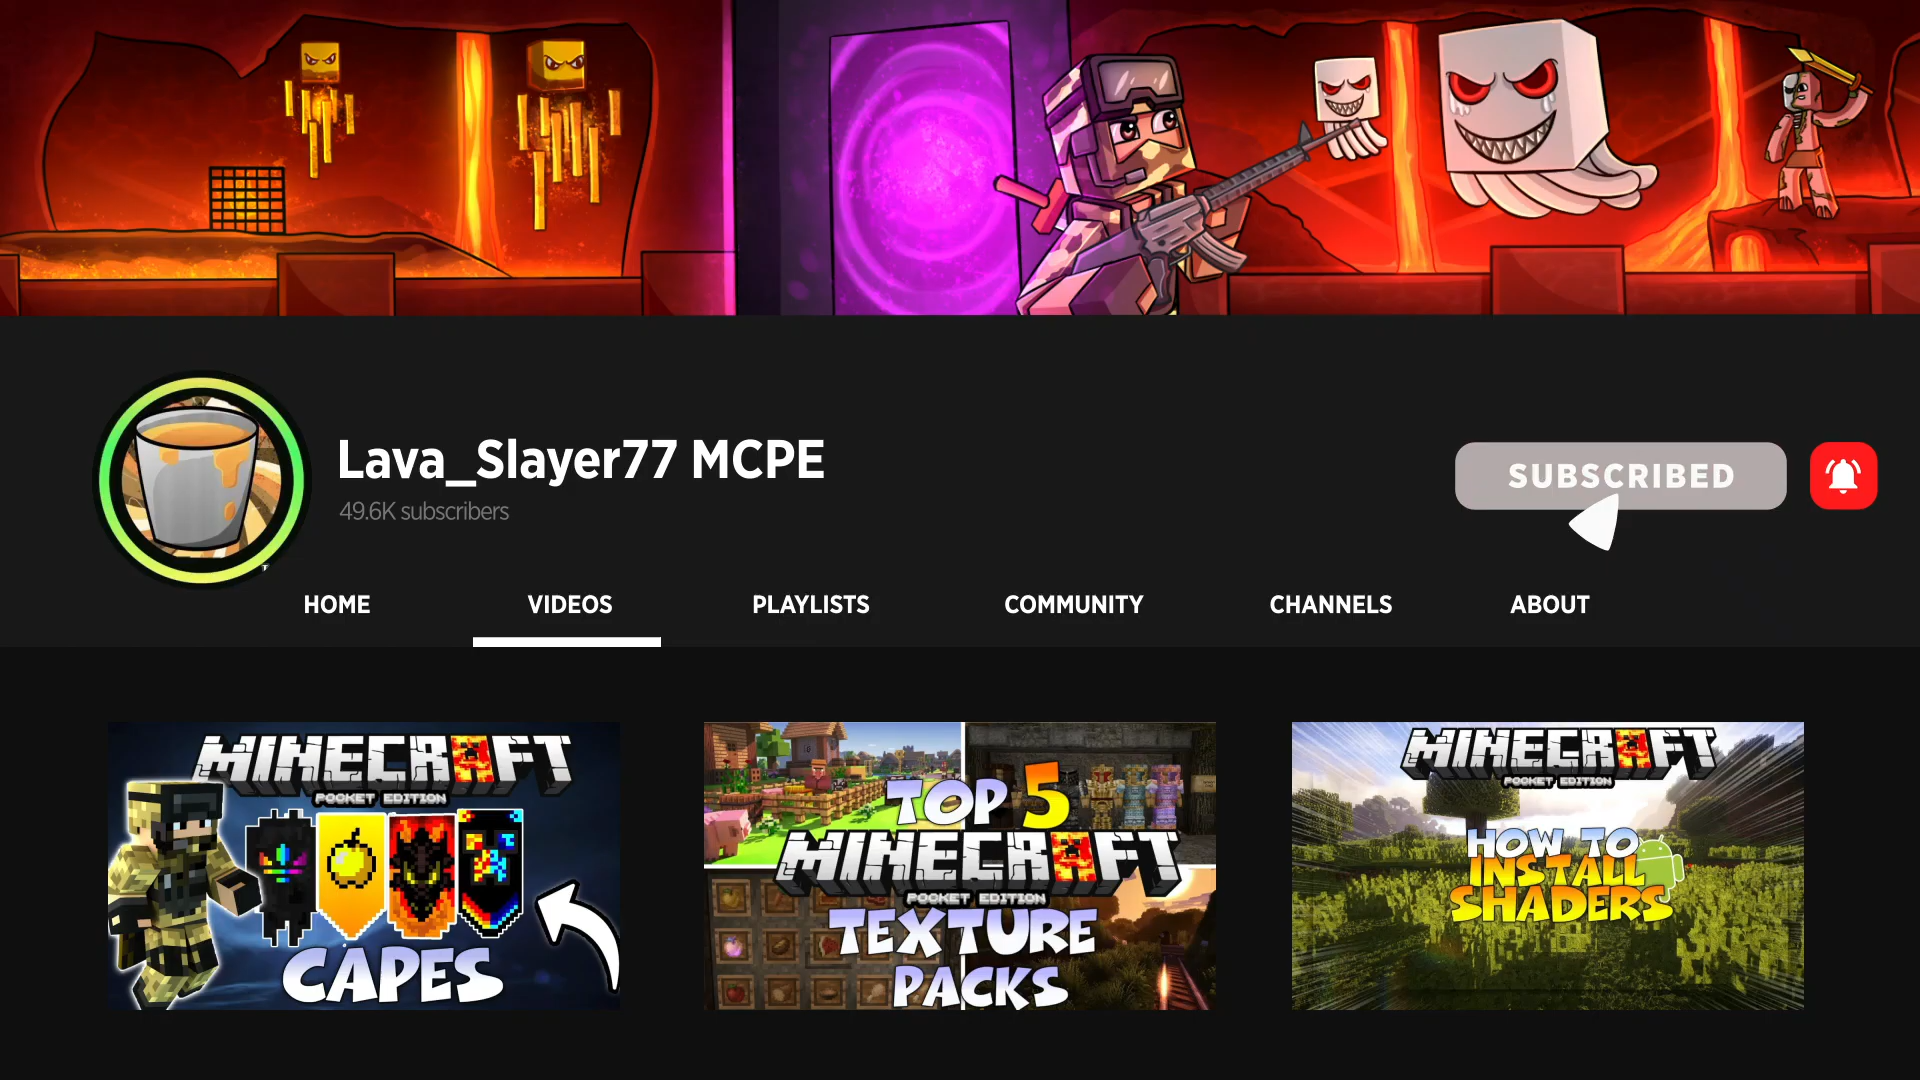 Lava_Slayer77 MCPE
49.6K subscribers
SUBSCRIBED
HOME
VIDEOS
PLAYLISTS
COMMUNITY
CHANNELS
ABOUT
MINECRAFT
POCKET EDITION
CAPES
TOP 5
MINECRAFT
POCKET EDITION
TEXTURE
PACKS
MINECRAFT
POCKET EDITION
HOW TO
INSTALL
SHADERS